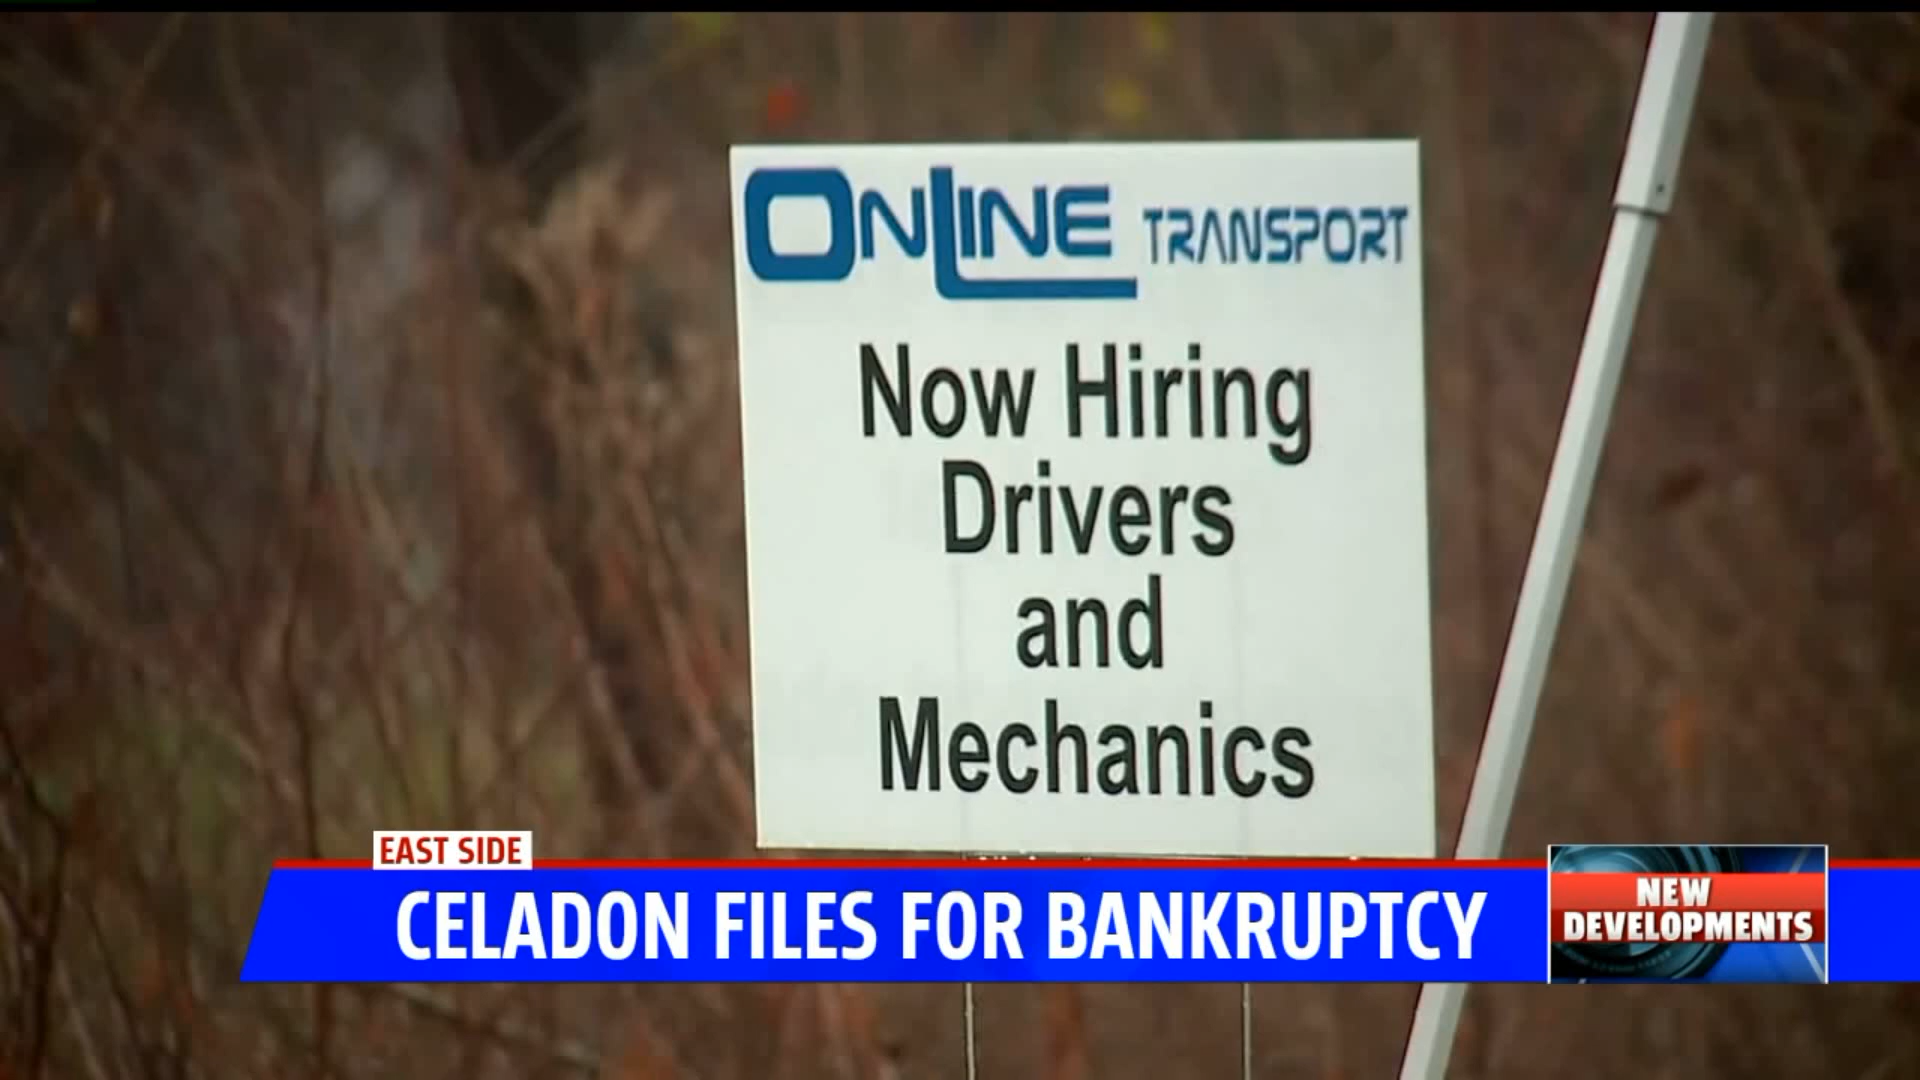 OnLine TRANSPORT
Now Hiring
Drivers
and
Mechanics
EAST SIDE
CELADON FILES FOR BANKRUPTCY
NEW
DEVELOPMENTS